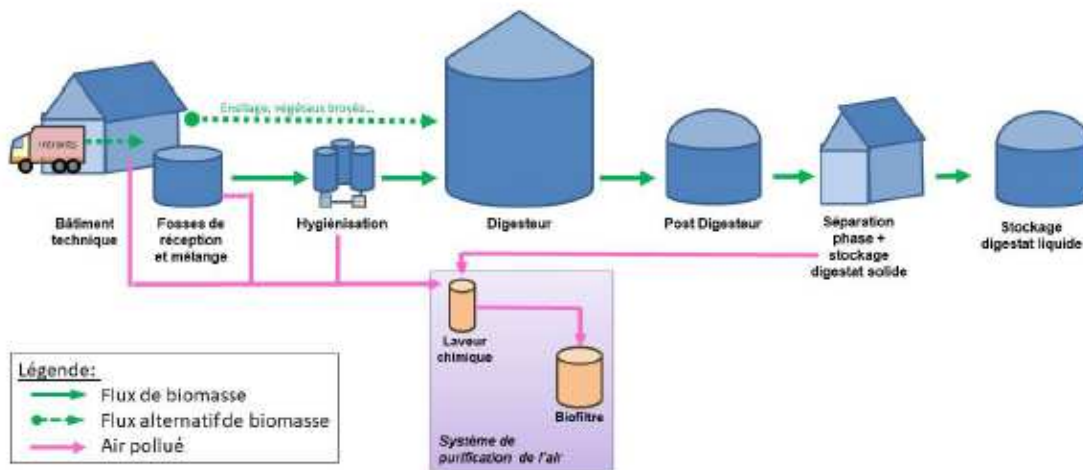 Ensilage, végétaux broyés...
intrants
Bâtiment
technique
Fosses de
réception
et mélange
Hygiènisation
Digesteur
Post Digesteur
Séparation
phase +
stockage
digestat solide
Stockage
digestat liquide
Laveur
chimique
Biofiltre
Système de
purification de l'air
Légende:
Flux de biomasse
Flux alternatif de biomasse
Air pollué